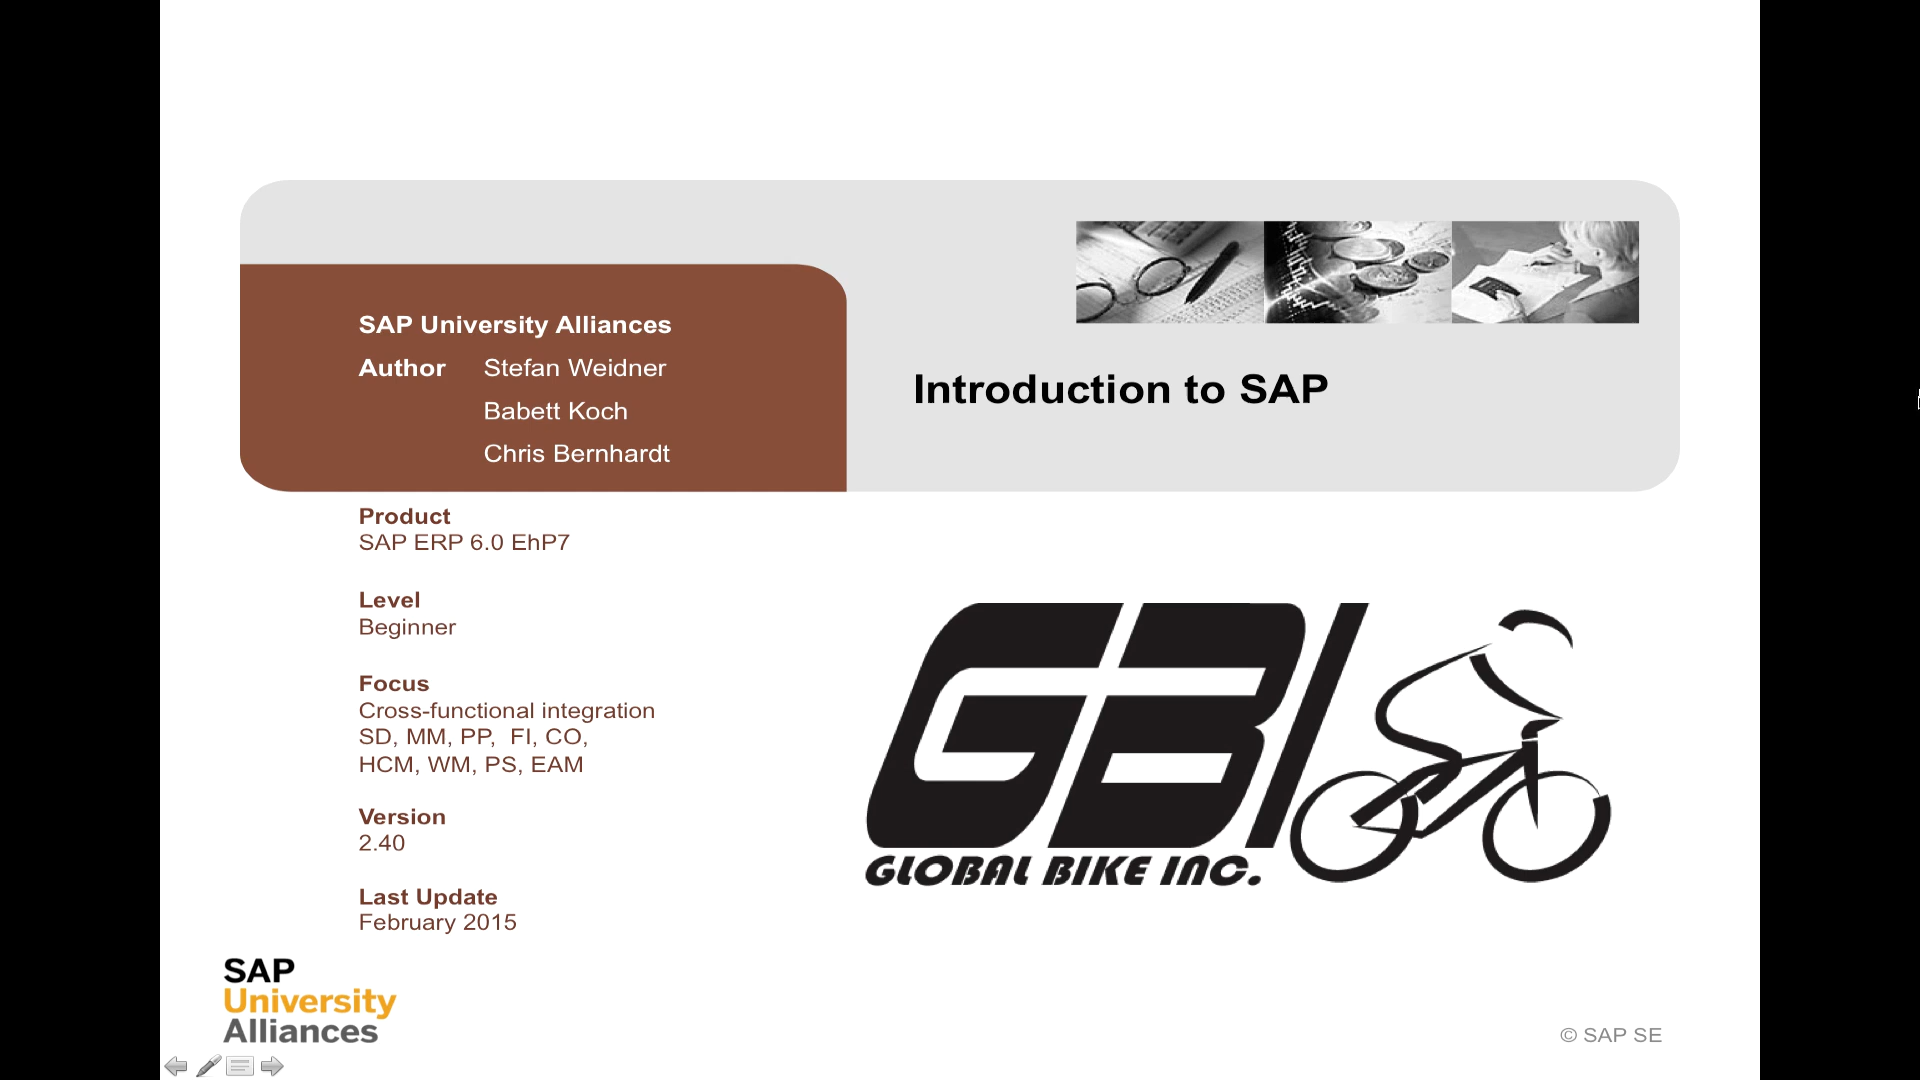 SAP University Alliances
Author Stefan Weidner
Babett Koch
Chris Bernhardt
Introduction to SAP
Product
SAP ERP 6.0 EhP7
Level
Beginner
Focus
Cross-functional integration
SD, MM, PP, FI, CO,
HCM, WM, PS, EAM
Version
2.40
Last Update
February 2015
GBI
GLOBAL BIKE INC.
SAP
University
Alliances
© SAP SE